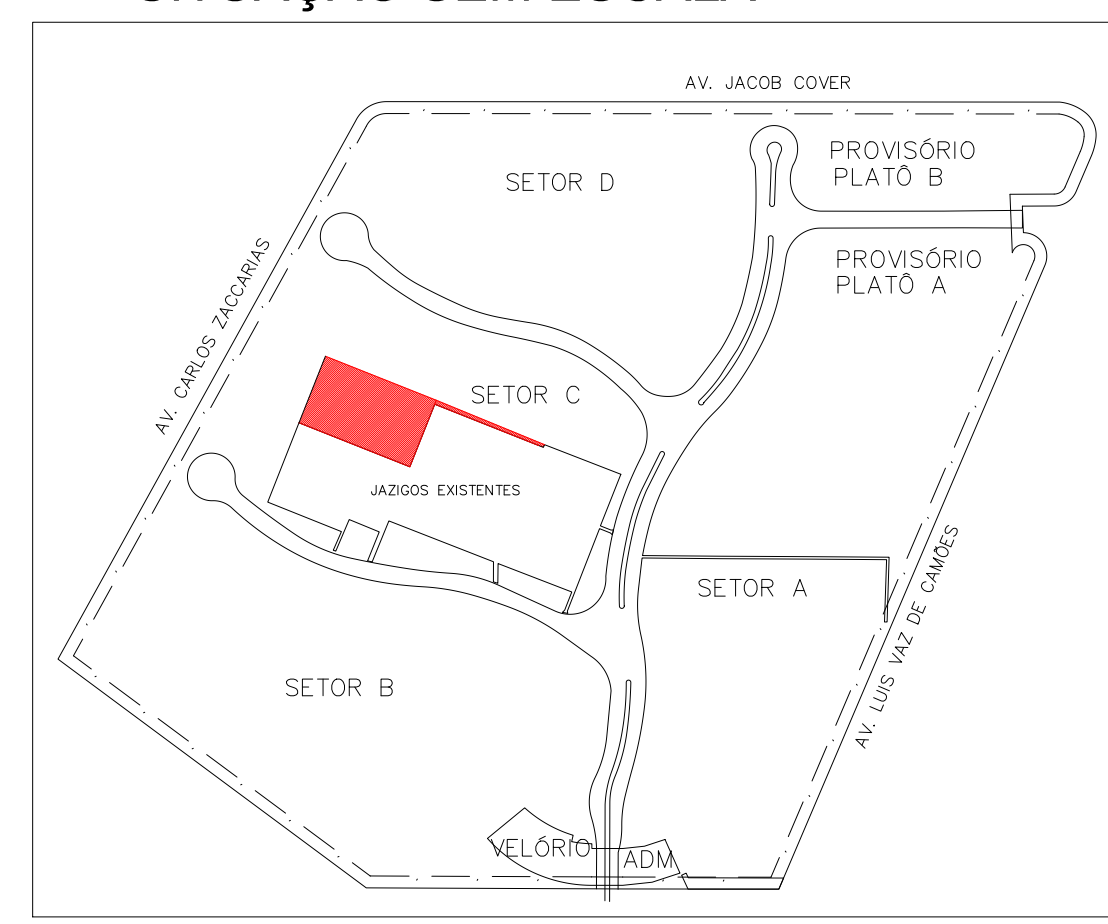 AV. JACOB COVER
PROVISÓRIO
PLATÔ B
SETOR D
PROVISÓRIO
PLATÔ A
AV. CARLOS ZACCARIAS
SETOR C
JAZIGOS EXISTENTES
SETOR A
AV. LUIS VAZ DE CAMÕES
SETOR B
VELÓRIO
ADM